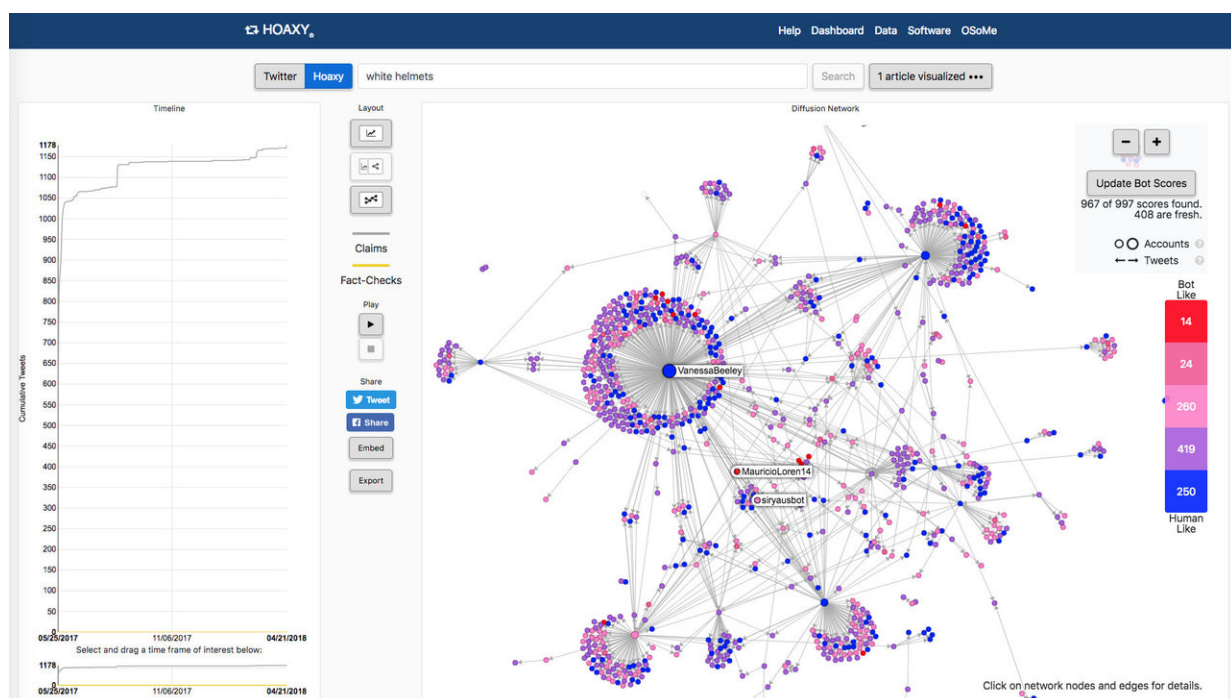 HOAXY®
Help Dashboard Data Software OSoMe
Twitter Hoaxy white helmets Search 1 article visualized •••
Timeline
Cumulative Tweets
1178
1150
1100
1050
1000
950
900
850
800
750
700
650
600
550
500
450
400
350
300
250
200
150
100
50
0
05/25/2017 11/06/2017 04/21/2018
Select and drag a time frame of interest below:
1178
0
05/25/2017 11/06/2017 04/21/2018
Layout
Claims
Fact-Checks
Play
Share
Tweet
Share
Embed
Export
Diffusion Network
VanessaBeeley
MauricioLoren14
siryausbot
− +
Update Bot Scores
967 of 997 scores found.
408 are fresh.
Accounts ?
Tweets ?
Bot
Like
14
24
260
419
250
Human
Like
Click on network nodes and edges for details.